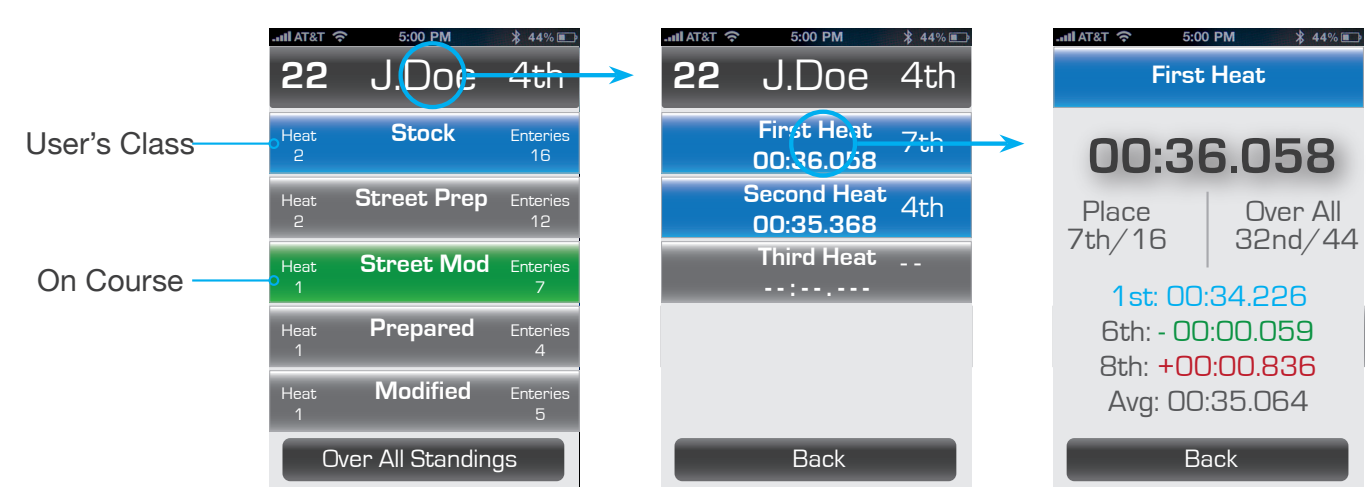 User's Class
On Course
AT&T 5:00 PM 44%
22 J.Doe 4th
Heat Stock Enteries
2 16
Heat Street Prep Enteries
2 12
Heat Street Mod Enteries
1 7
Heat Prepared Enteries
1 4
Heat Modified Enteries
1 5
Over All Standings
AT&T 5:00 PM 44%
22 J.Doe 4th
First Heat 7th
00:36.058
Second Heat 4th
00:35.368
Third Heat --
--:--.---
Back
AT&T 5:00 PM 44%
First Heat
00:36.058
Place Over All
7th/16 32nd/44
1st: 00:34.226
6th: - 00:00.059
8th: +00:00.836
Avg: 00:35.064
Back